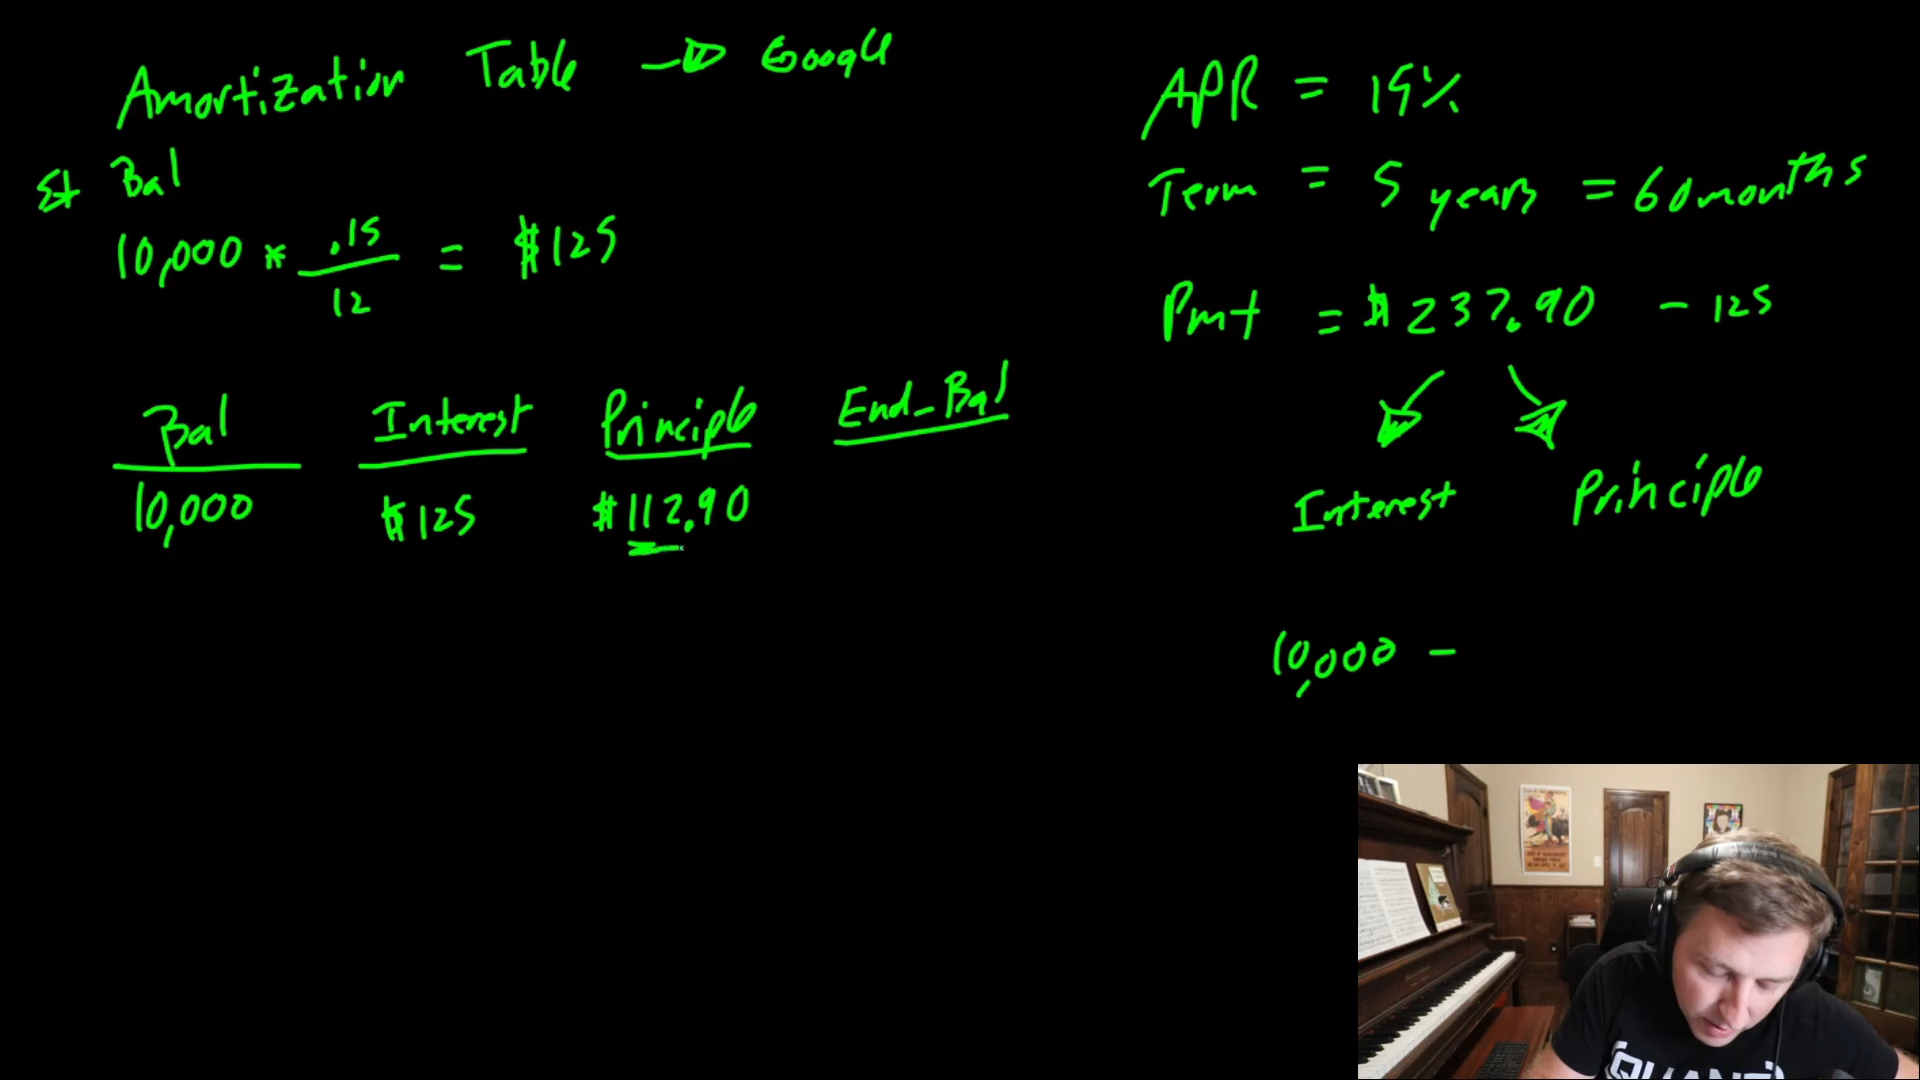 Amortization Table → Google
St Bal
10,000 * .15 / 12 = $125
Bal Interest Principle End_Bal
10,000 $125 $112.90
APR = 15%
Term = 5 years = 60 months
Pmt = $237.90 - 125
Interest Principle
10,000 -